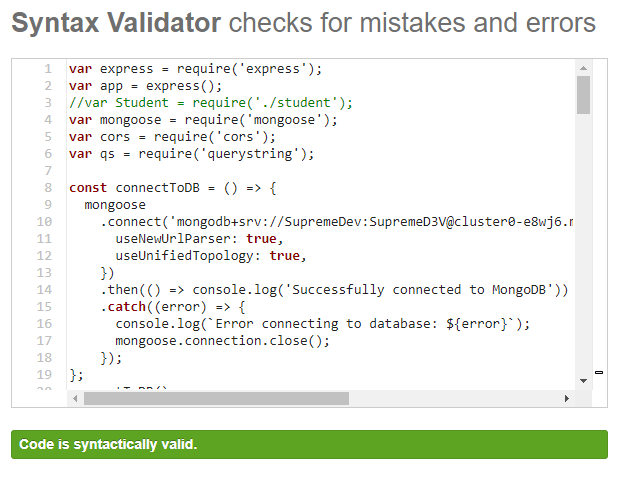 Syntax Validator checks for mistakes and errors
1 var express = require('express');
2 var app = express();
3 //var Student = require('./student');
4 var mongoose = require('mongoose');
5 var cors = require('cors');
6 var qs = require('querystring');
7
8 const connectToDB = () => {
9 mongoose
10 .connect('mongodb+srv://SupremeDev:SupremeD3V@cluster0-e8wj6.
11 useNewUrlParser: true,
12 useUnifiedTopology: true,
13 })
14 .then(() => console.log('Successfully connected to MongoDB'))
15 .catch((error) => {
16 console.log(`Error connecting to database: ${error}`);
17 mongoose.connection.close();
18 });
19 };
Code is syntactically valid.